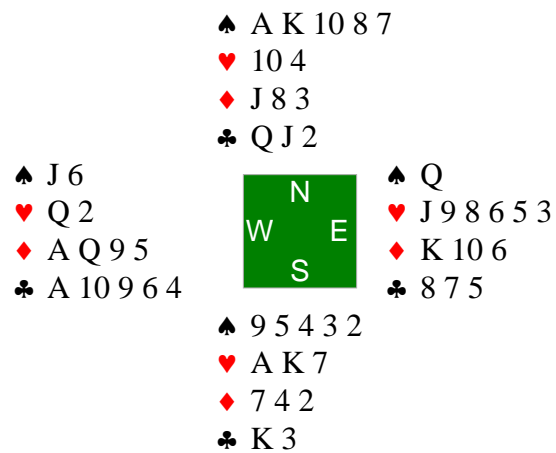 ♠ A K 10 8 7
♥ 10 4
♦ J 8 3
♣ Q J 2
♠ J 6
♥ Q 2
♦ A Q 9 5
♣ A 10 9 6 4
N
W E
S
♠ Q
♥ J 9 8 6 5 3
♦ K 10 6
♣ 8 7 5
♠ 9 5 4 3 2
♥ A K 7
♦ 7 4 2
♣ K 3